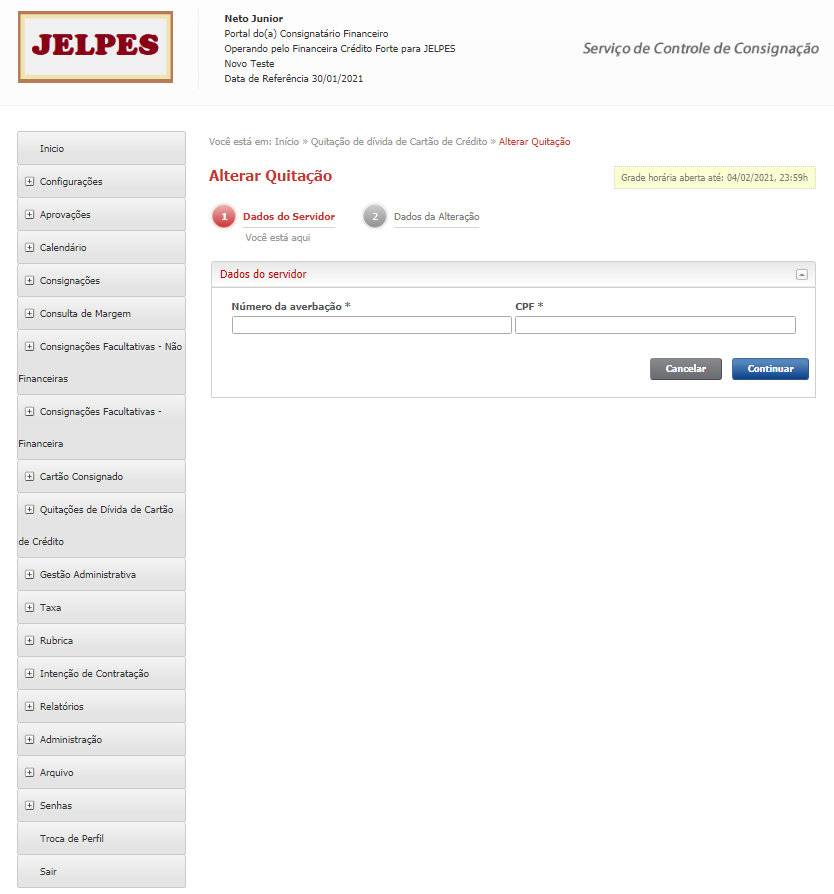 JELPES
Neto Junior
Portal do(a) Consignatário Financeiro
Operando pelo Financeira Crédito Forte para JELPES
Novo Teste
Data de Referência 30/01/2021
Serviço de Controle de Consignação
Inicio
Configurações
Aprovações
Calendário
Consignações
Consulta de Margem
Consignações Facultativas - Não
Financeiras
Consignações Facultativas -
Financeira
Cartão Consignado
Quitações de Dívida de Cartão
de Crédito
Gestão Administrativa
Taxa
Rubrica
Intenção de Contratação
Relatórios
Administração
Arquivo
Senhas
Troca de Perfil
Sair
Você está em: Início » Quitação de dívida de Cartão de Crédito » Alterar Quitação
Alterar Quitação
Grade horária aberta até: 04/02/2021, 23:59h
1 Dados do Servidor
Você está aqui
2 Dados da Alteração
Dados do servidor
Número da averbação * CPF *
Cancelar Continuar